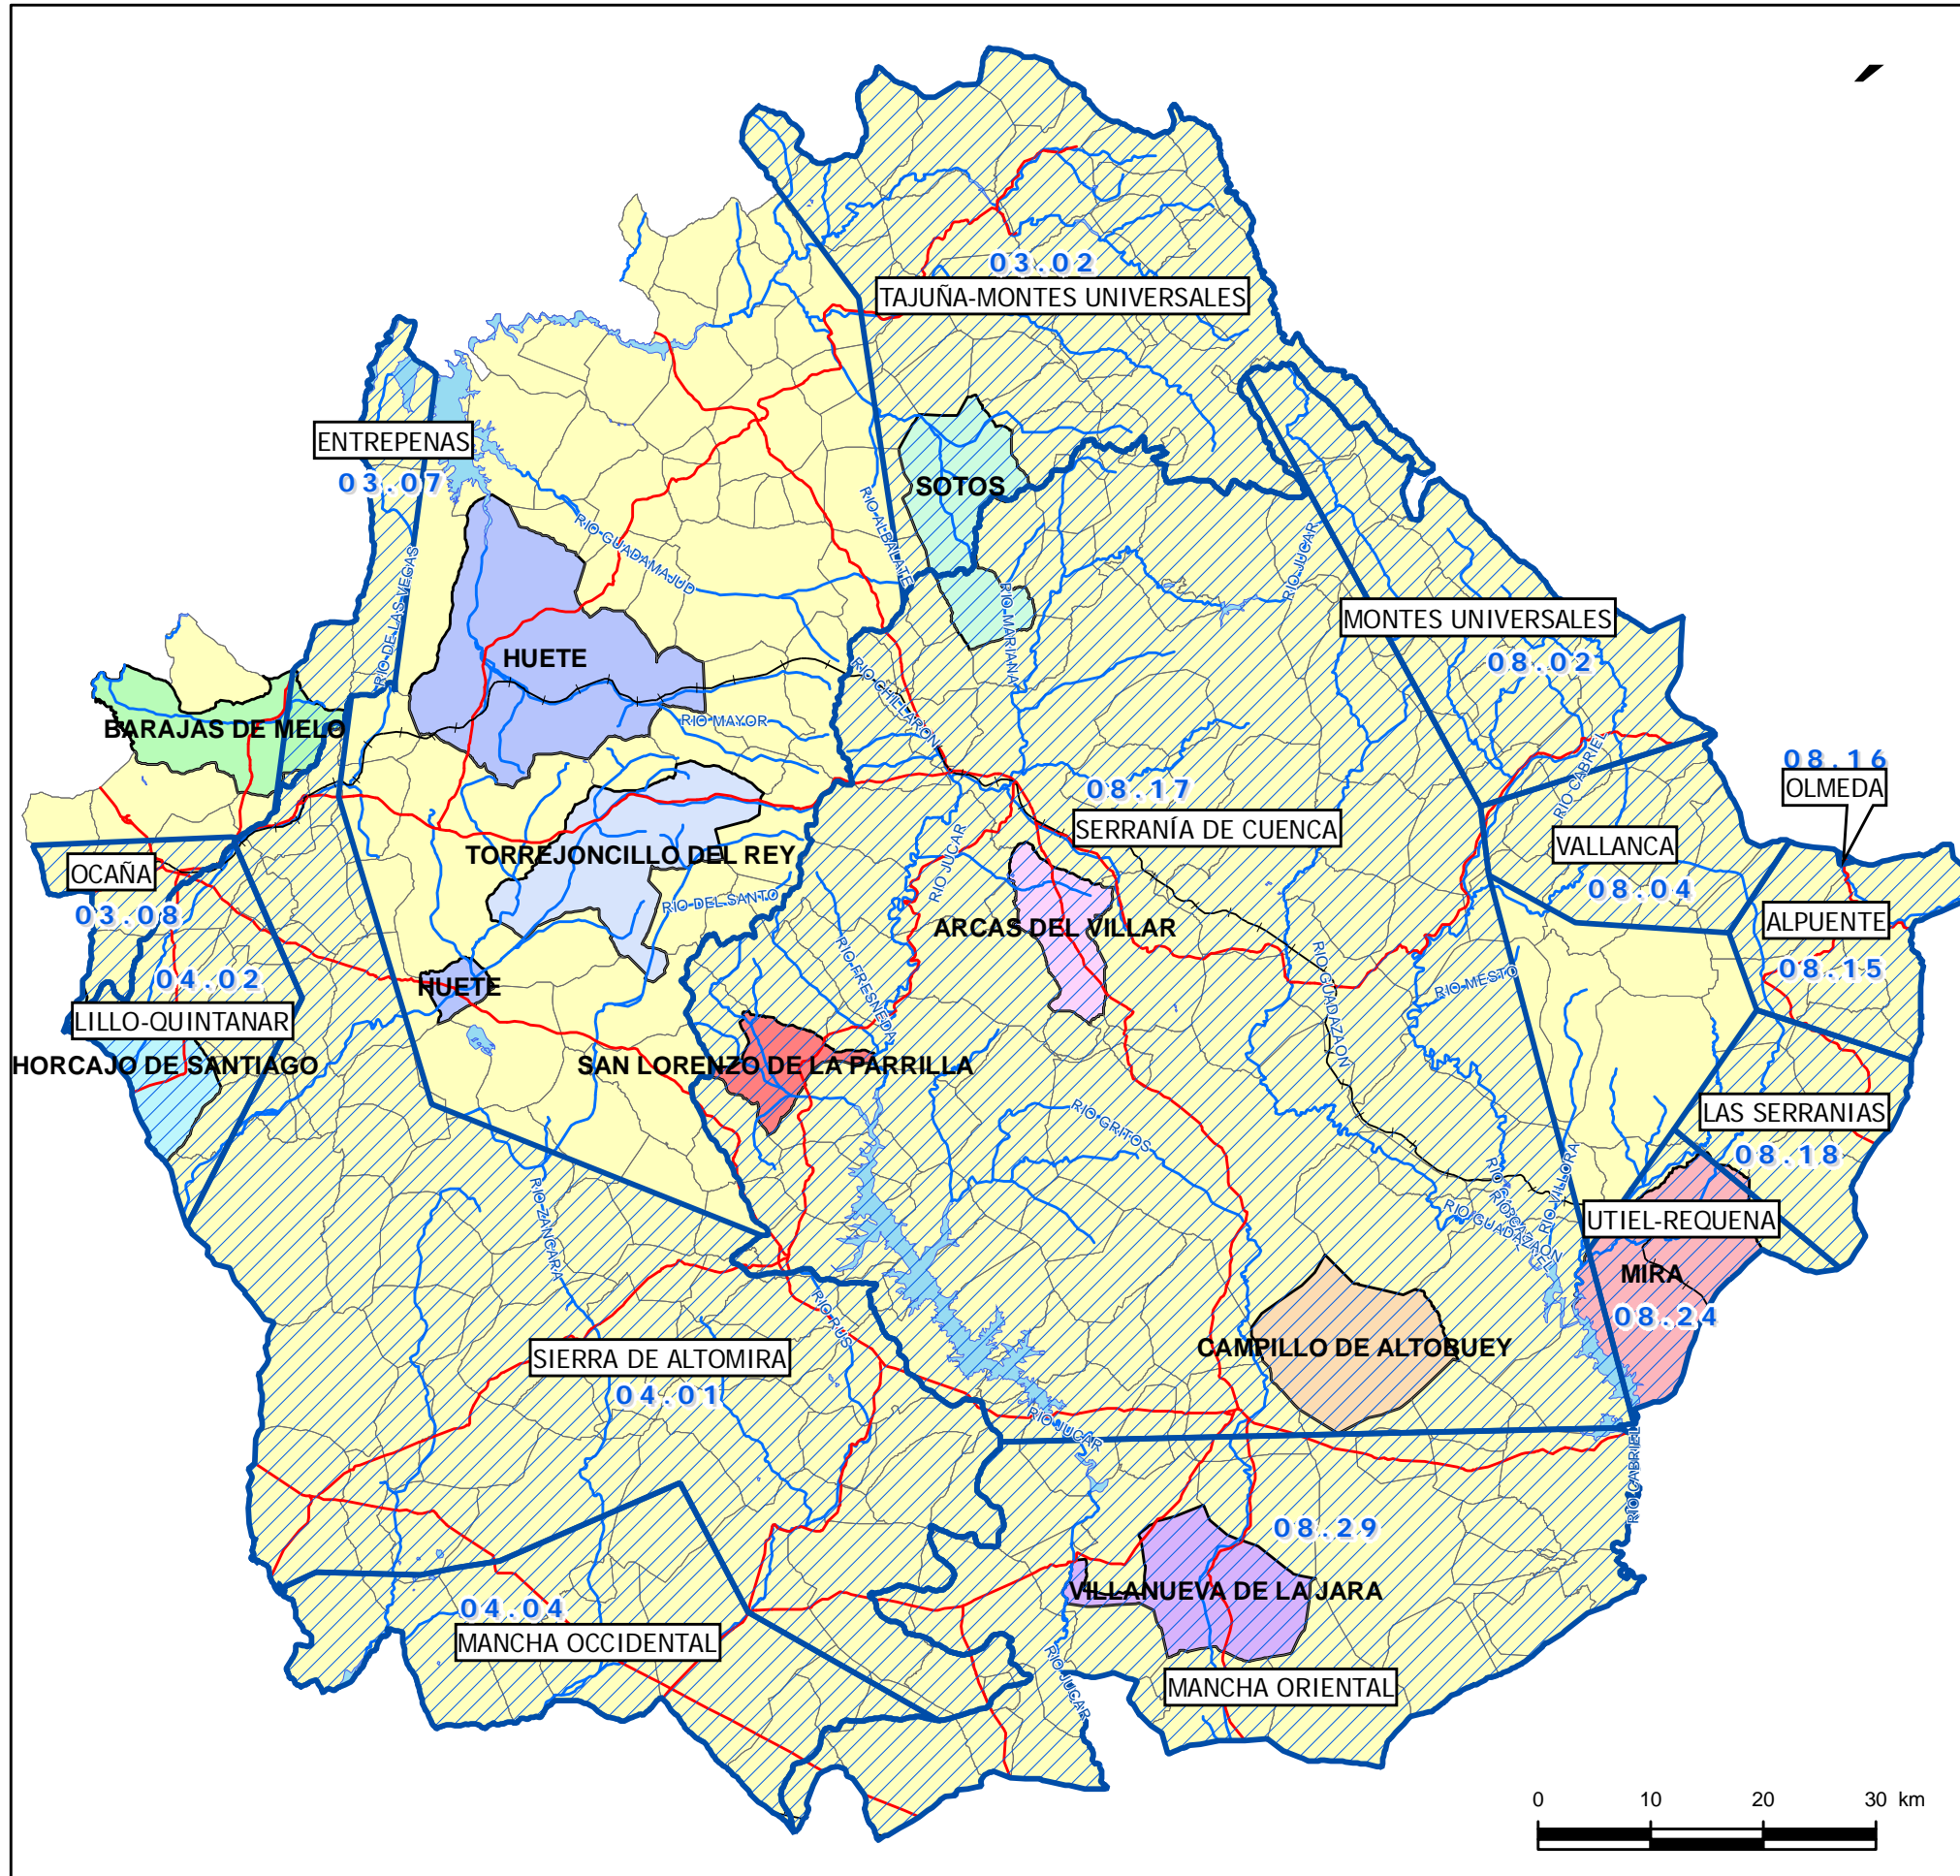 03.02
TAJUÑA-MONTES UNIVERSALES
ENTREPENAS
03.07
SOTOS
RIO ALBALATE
RIO GUADAMAJUD
RIO DE LAS VEGAS
RIO JUCAR
RIO MARIANA
MONTES UNIVERSALES
08.02
HUETE
RIO CHILARON
RIO MAYOR
BARAJAS DE MELO
RIO CABRIEL
08.16
OLMEDA
08.17
SERRANÍA DE CUENCA
VALLANCA
08.04
OCAÑA
03.08
TORREJONCILLO DEL REY
RIO JUCAR
RIO DEL SANTO
ARCAS DEL VILLAR
ALPUENTE
08.15
04.02
LILLO-QUINTANAR
HUETE
RIO FRESNEDA
RIO GUADAZAON
RIO MESTO
HORCAJO DE SANTIAGO
SAN LORENZO DE LA PARRILLA
RIO GRITOS
LAS SERRANIAS
08.18
RIO ZANCARA
RIO VILLORA
RIO GUADAZAON
UTIEL-REQUENA
MIRA
08.24
RIO RUS
SIERRA DE ALTOMIRA
04.01
CAMPILLO DE ALTOBUEY
RIO JUCAR
RIO CABRIEL
08.29
VILLANUEVA DE LA JARA
04.04
MANCHA OCCIDENTAL
RIO JUCAR
MANCHA ORIENTAL
0 10 20 30 km